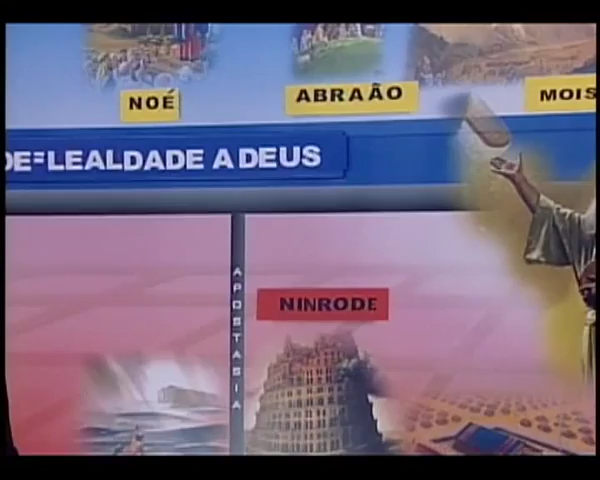 NOÉ
ABRAÃO
MOIS
DE=LEALDADE A DEUS
APOSTASIA
NINRODE